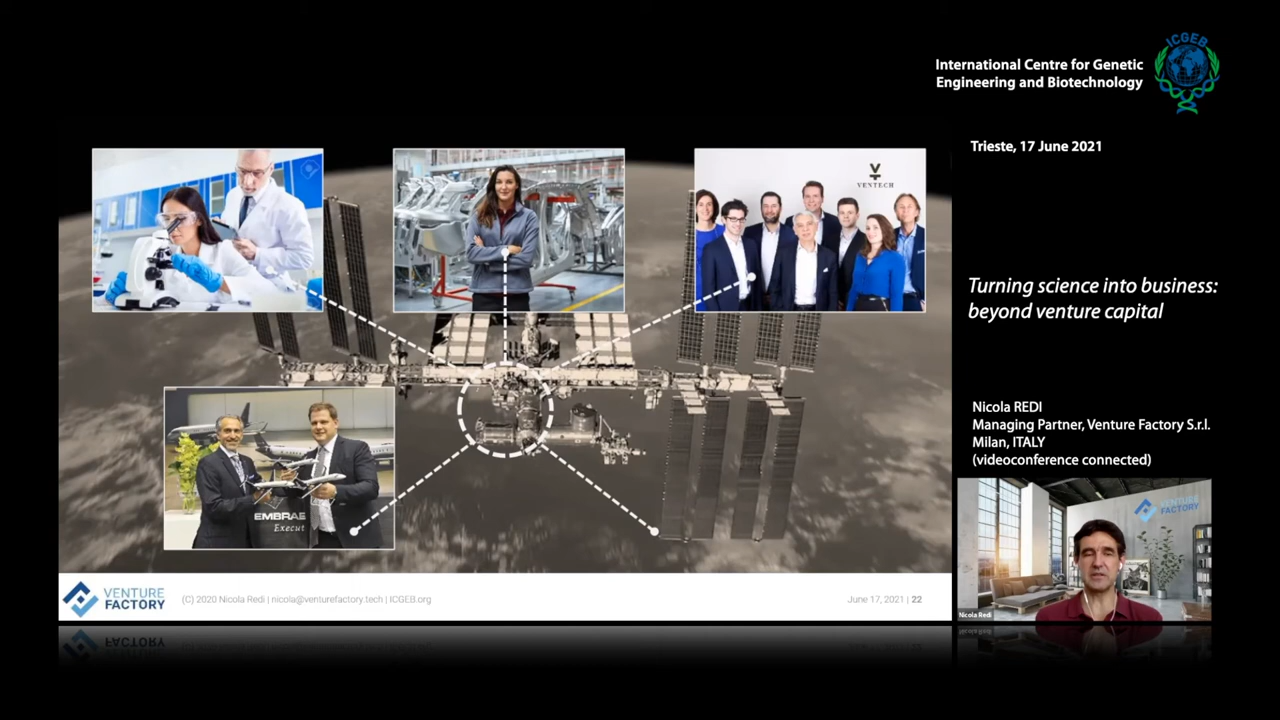 International Centre for Genetic
Engineering and Biotechnology
ICGEB
Trieste, 17 June 2021
VENTECH
Turning science into business:
beyond venture capital
Nicola REDI
Managing Partner, Venture Factory S.r.l.
Milan, ITALY
(videoconference connected)
VENTURE
FACTORY
EMBRAE
Execut
Nicola Redi
VENTURE
FACTORY
(C) 2020 Nicola Redi | nicola@venturefactory.tech | ICGEB.org
June 17, 2021 | 22